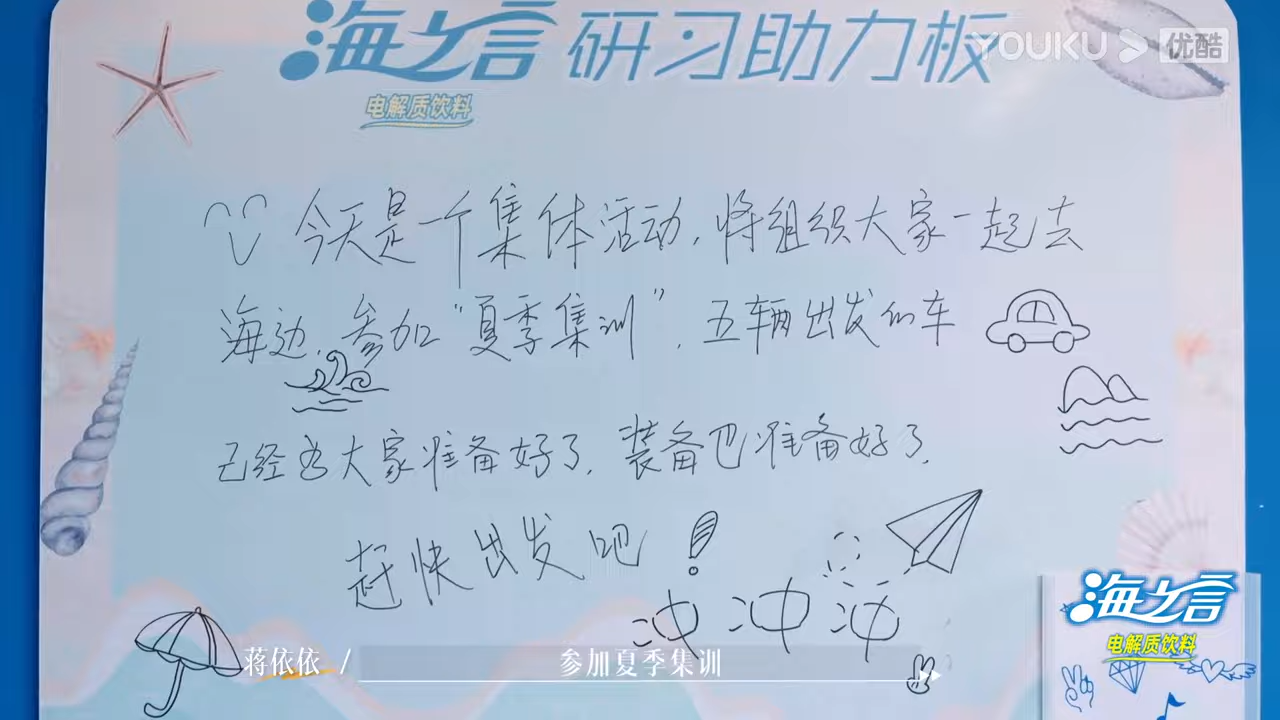 海之言 研习助力板
YOUKU 优酷
电解质饮料
今天是一个集体活动，将组织大家一起去
海边，参加“夏季集训”，五辆出发的车
已经为大家准备好了，装备也准备好了，
赶快出发吧！
冲冲冲
海之言
电解质饮料
蒋依依 / 参加夏季集训